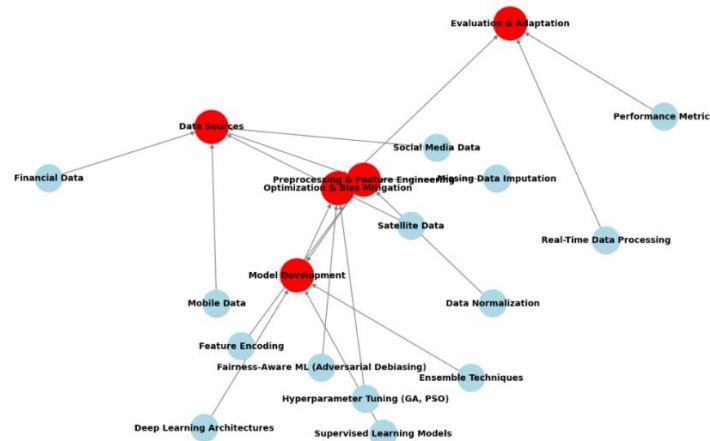 Evaluation & Adaptation
Performance Metric
Data Sources
Social Media Data
Financial Data
Preprocessing & Feature Engineering
Missing Data Imputation
Optimization & Bias Mitigation
Satellite Data
Real-Time Data Processing
Model Development
Mobile Data
Data Normalization
Feature Encoding
Fairness-Aware ML (Adversarial Debiasing)
Ensemble Techniques
Hyperparameter Tuning (GA, PSO)
Deep Learning Architectures
Supervised Learning Models